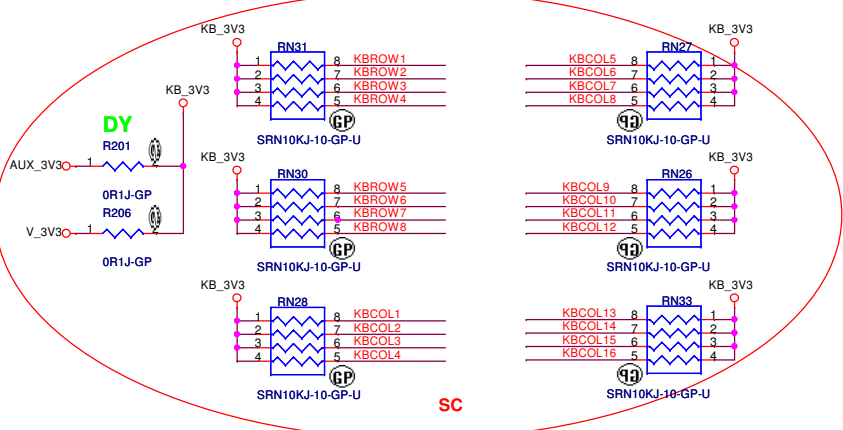 KB_3V3
RN31
1 8 KBROW1
2 7 KBROW2
3 6 KBROW3
4 5 KBROW4
GP
SRN10KJ-10-GP-U
KB_3V3
RN27
KBCOL5 8 1
KBCOL6 7 2
KBCOL7 6 3
KBCOL8 5 4
GP
SRN10KJ-10-GP-U
KB_3V3
DY
R201
AUX_3V3 1 2
0R1J-GP
R206
V_3V3 1 2
0R1J-GP
KB_3V3
RN30
1 8 KBROW5
2 7 KBROW6
3 6 KBROW7
4 5 KBROW8
GP
SRN10KJ-10-GP-U
KB_3V3
RN26
KBCOL9 8 1
KBCOL10 7 2
KBCOL11 6 3
KBCOL12 5 4
GP
SRN10KJ-10-GP-U
KB_3V3
RN28
1 8 KBCOL1
2 7 KBCOL2
3 6 KBCOL3
4 5 KBCOL4
GP
SRN10KJ-10-GP-U
KB_3V3
RN33
KBCOL13 8 1
KBCOL14 7 2
KBCOL15 6 3
KBCOL16 5 4
GP
SRN10KJ-10-GP-U
SC